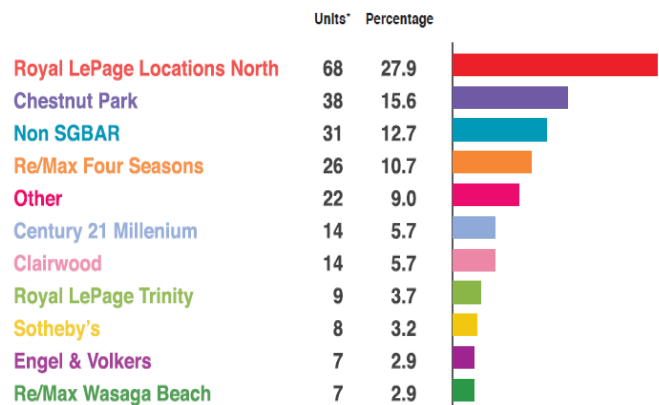 Units* Percentage
Royal LePage Locations North 68 27.9
Chestnut Park 38 15.6
Non SGBAR 31 12.7
Re/Max Four Seasons 26 10.7
Other 22 9.0
Century 21 Millenium 14 5.7
Clairwood 14 5.7
Royal LePage Trinity 9 3.7
Sotheby's 8 3.2
Engel & Volkers 7 2.9
Re/Max Wasaga Beach 7 2.9